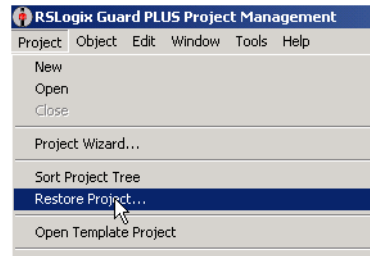 RSLogix Guard PLUS Project Management
Project Object Edit Window Tools Help
New
Open
Close
Project Wizard...
Sort Project Tree
Restore Project...
Open Template Project